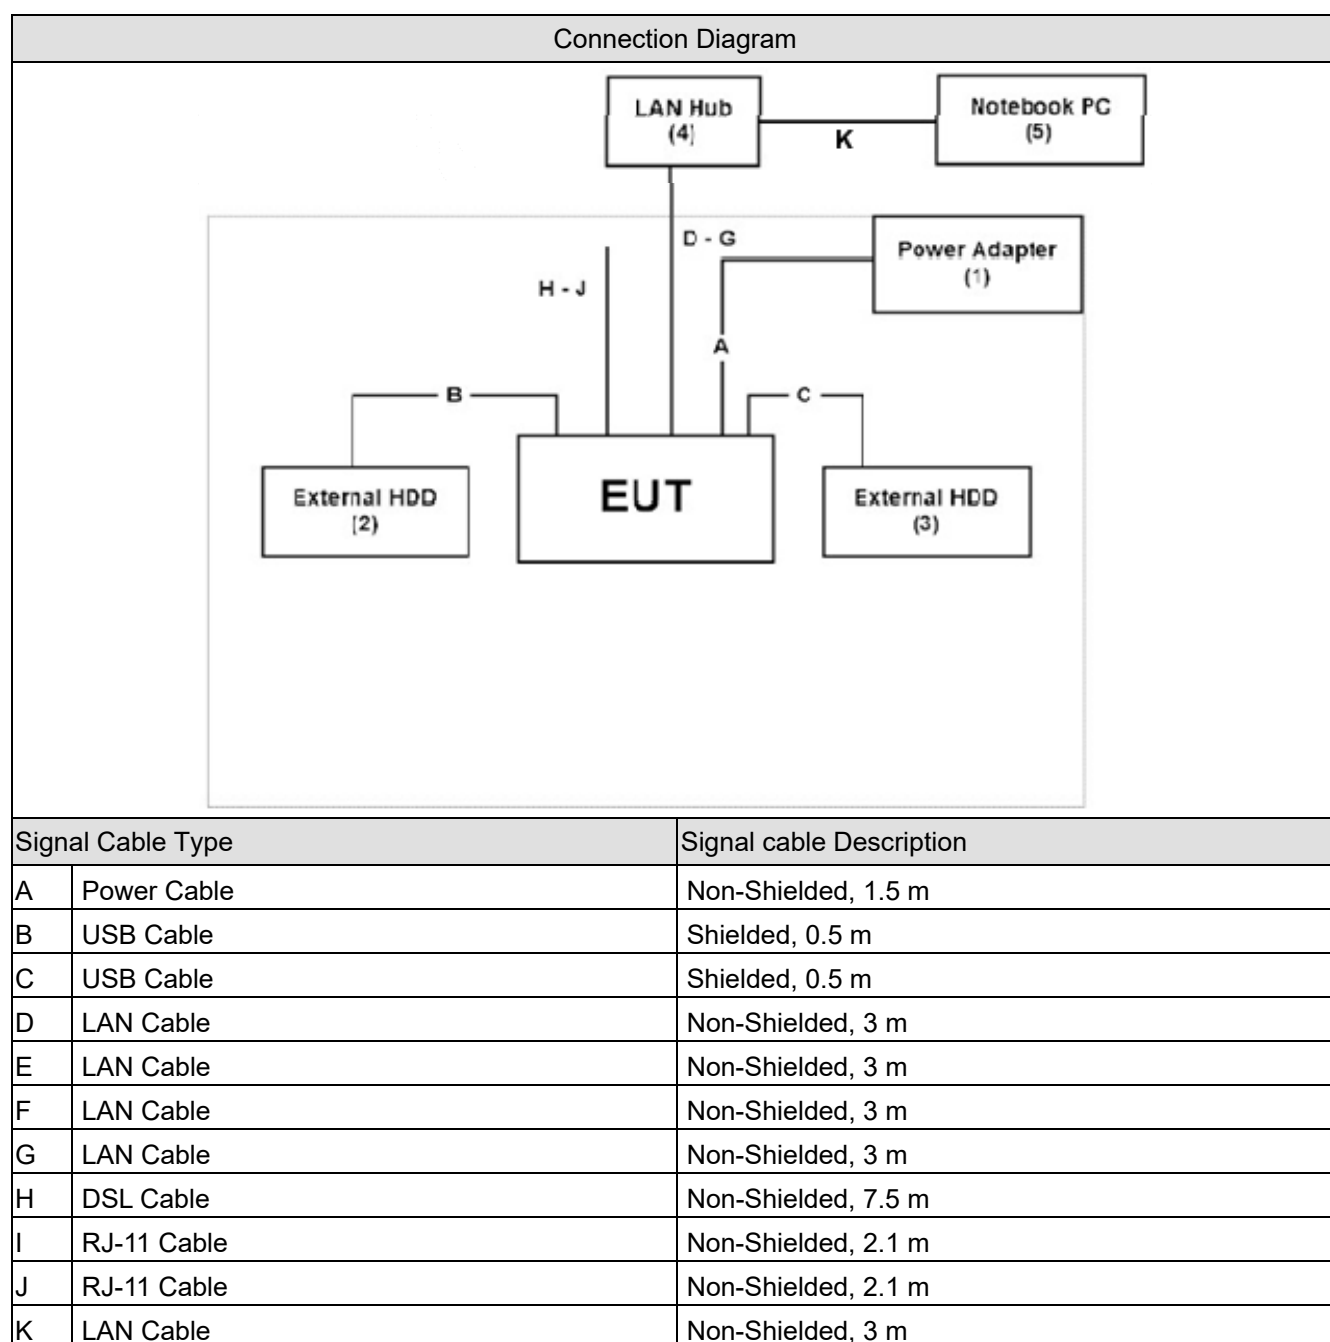 Connection Diagram
LAN Hub
(4)
K
Notebook PC
(5)
D - G
Power Adapter
(1)
H - J
A
B
C
External HDD
(2)
EUT
External HDD
(3)
Signal Cable Type Signal cable Description
A Power Cable Non-Shielded, 1.5 m
B USB Cable Shielded, 0.5 m
C USB Cable Shielded, 0.5 m
D LAN Cable Non-Shielded, 3 m
E LAN Cable Non-Shielded, 3 m
F LAN Cable Non-Shielded, 3 m
G LAN Cable Non-Shielded, 3 m
H DSL Cable Non-Shielded, 7.5 m
I RJ-11 Cable Non-Shielded, 2.1 m
J RJ-11 Cable Non-Shielded, 2.1 m
K LAN Cable Non-Shielded, 3 m